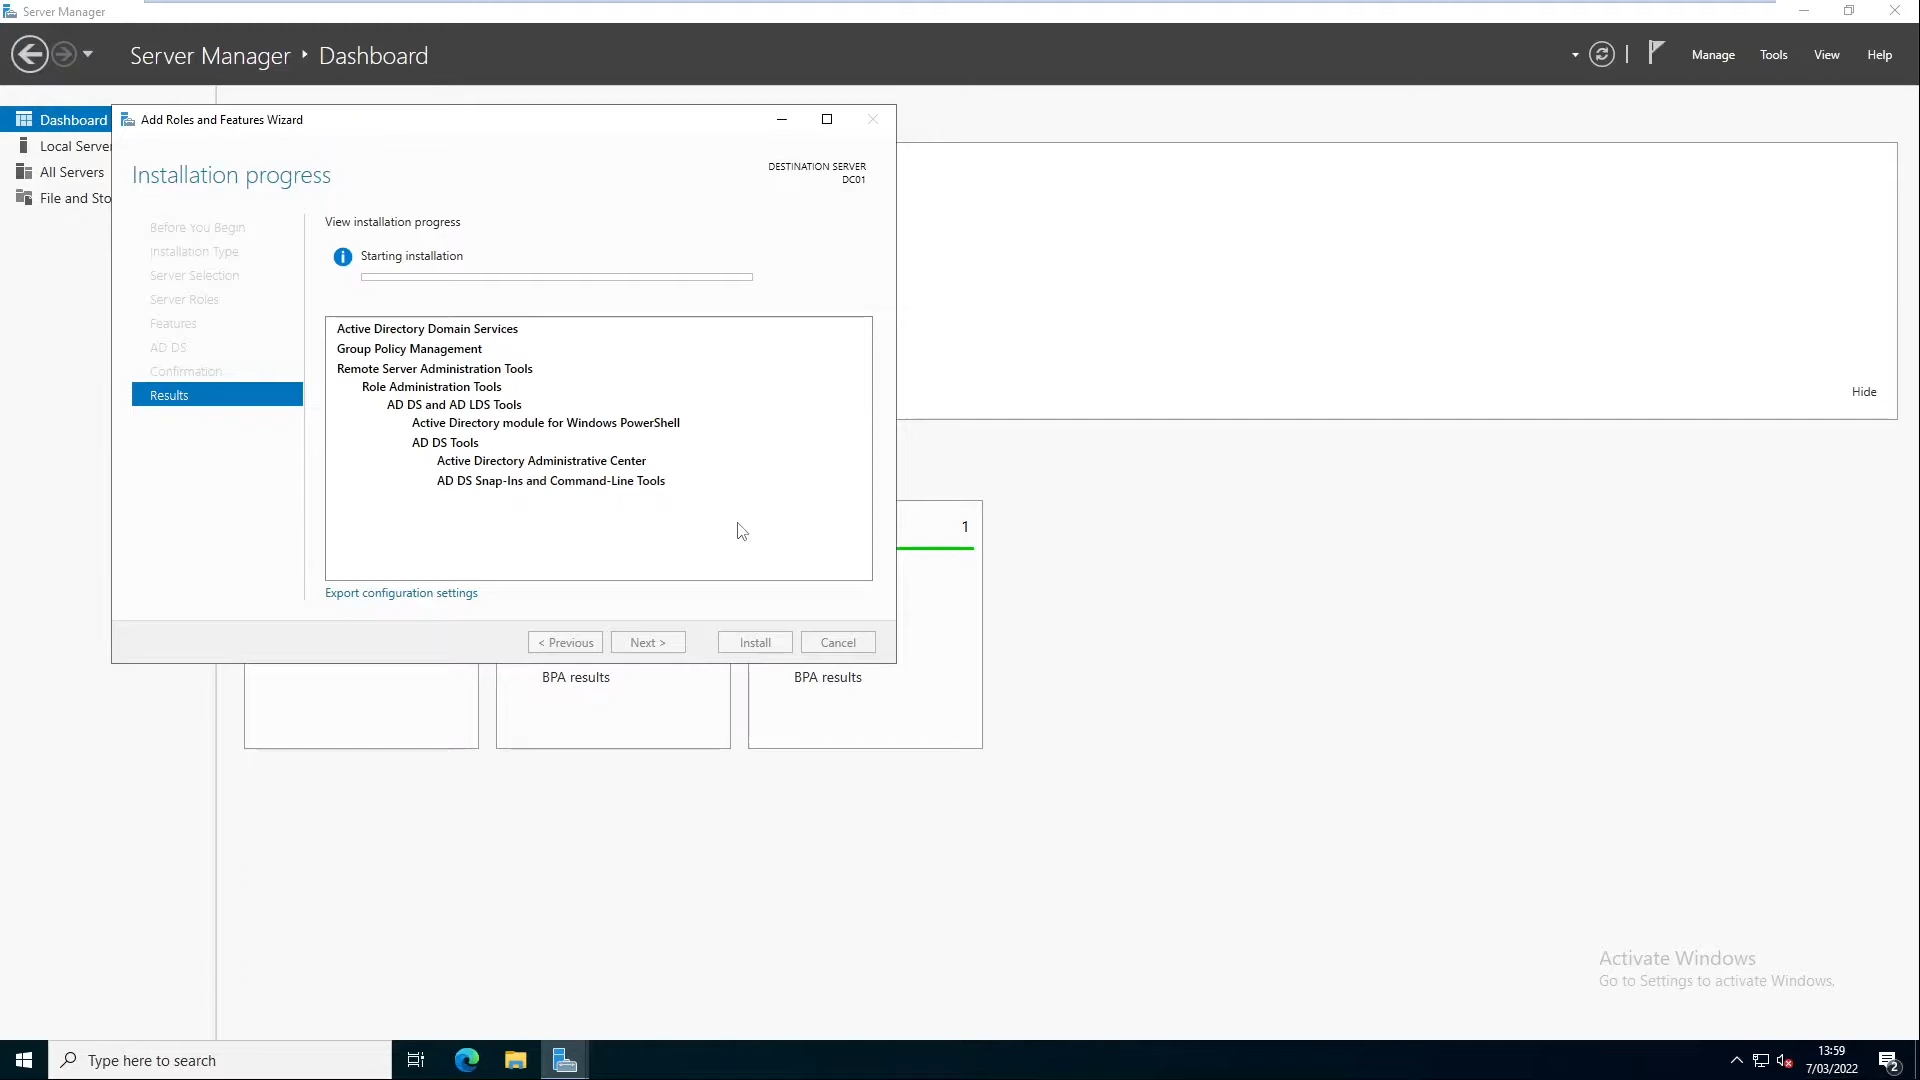 Server Manager
Server Manager ‣ Dashboard
Manage
Tools
View
Help
Dashboard
Local Server
All Servers
File and Sto
Add Roles and Features Wizard
Installation progress
DESTINATION SERVER
DC01
Before You Begin
Installation Type
Server Selection
Server Roles
Features
AD DS
Confirmation
Results
View installation progress
Starting installation
Active Directory Domain Services
Group Policy Management
Remote Server Administration Tools
Role Administration Tools
AD DS and AD LDS Tools
Active Directory module for Windows PowerShell
AD DS Tools
Active Directory Administrative Center
AD DS Snap-Ins and Command-Line Tools
Export configuration settings
< Previous
Next >
Install
Cancel
Hide
1
BPA results
BPA results
Activate Windows
Go to Settings to activate Windows.
Type here to search
13:59
7/03/2022
2